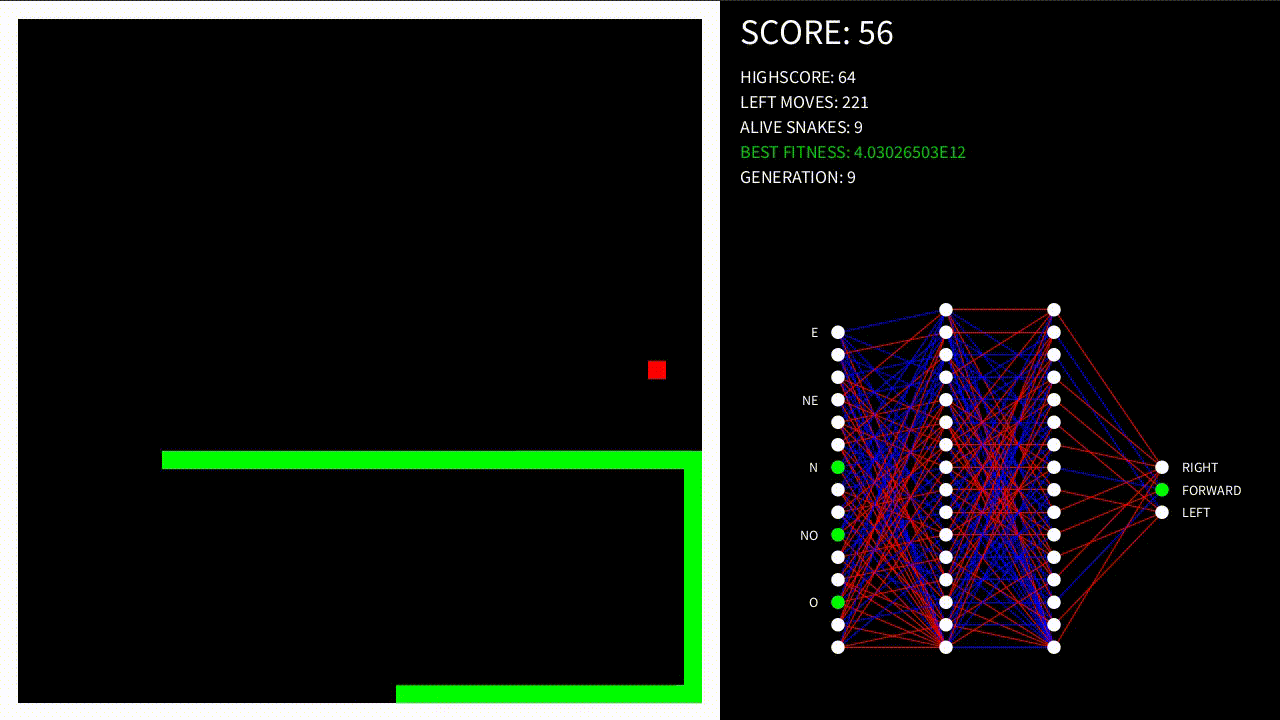 SCORE: 56
HIGHSCORE: 64
LEFT MOVES: 221
ALIVE SNAKES: 9
BEST FITNESS: 4.03026503E12
GENERATION: 9
E
NE
N
NO
O
RIGHT
FORWARD
LEFT